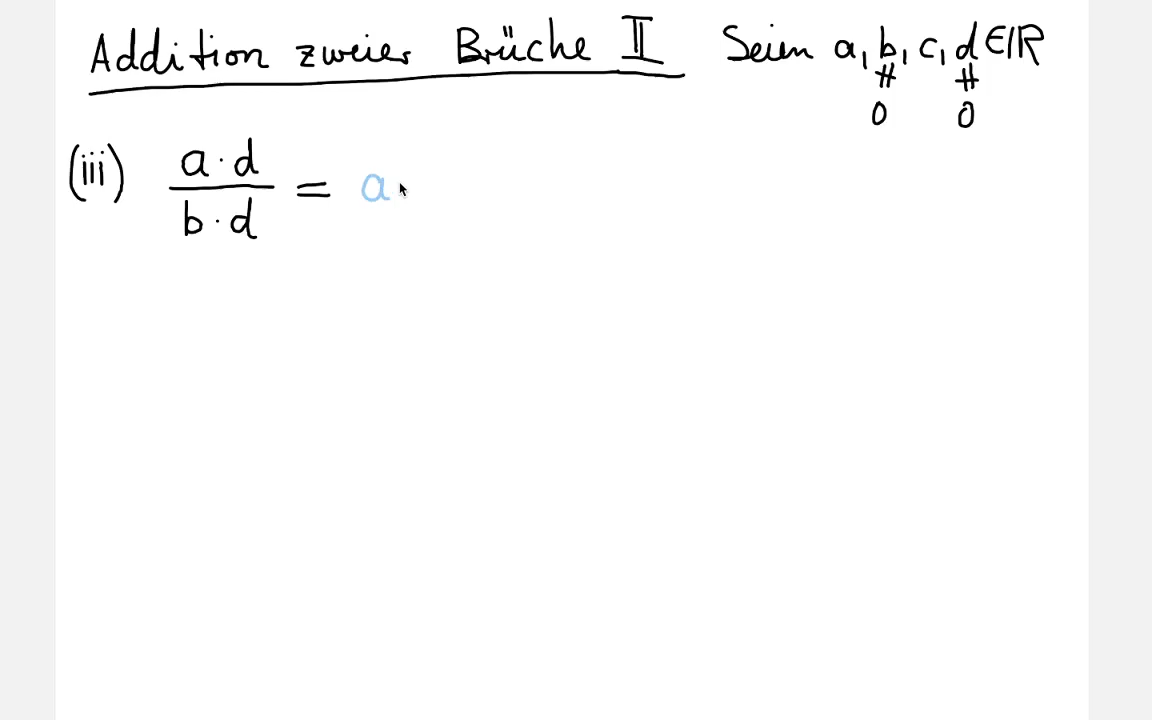 Addition zweier Brüche II Seien a, b, c, d ∈ ℝ
≠ ≠
0 0
(iii) a · d / b · d = a